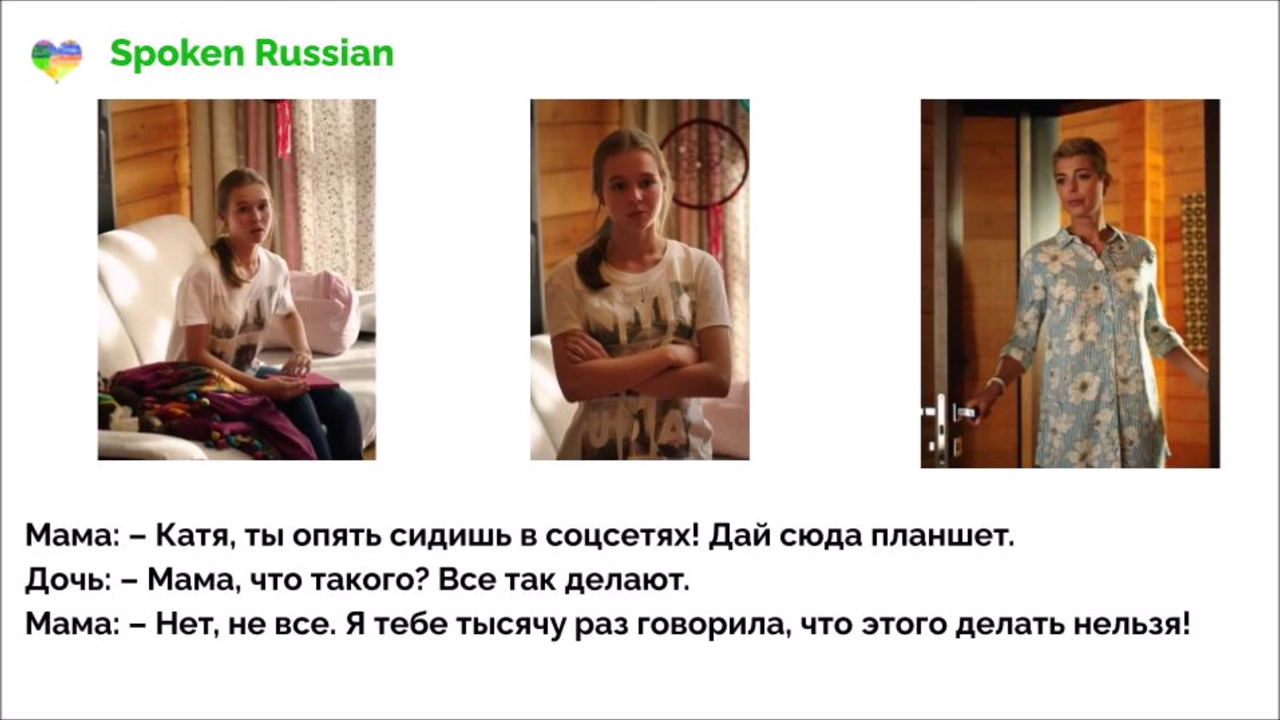 Spoken Russian
Мама: – Катя, ты опять сидишь в соцсетях! Дай сюда планшет.
Дочь: – Мама, что такого? Все так делают.
Мама: – Нет, не все. Я тебе тысячу раз говорила, что этого делать нельзя!